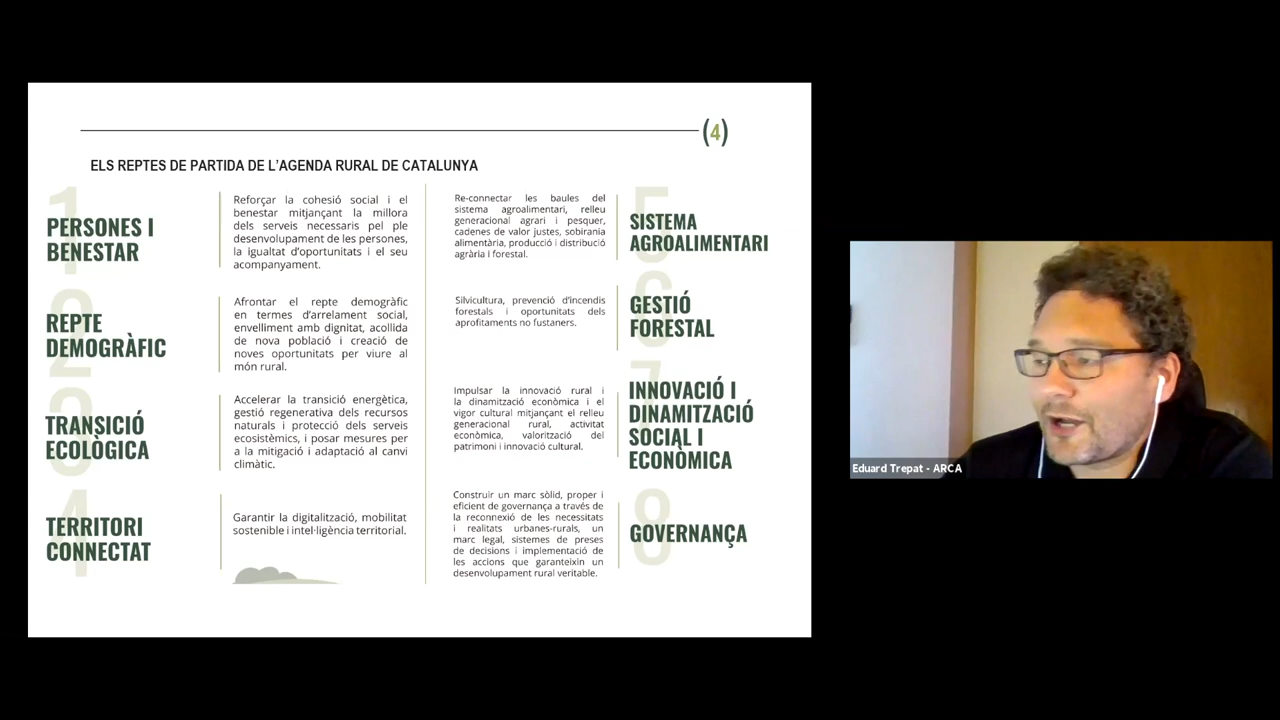 (4)
ELS REPTES DE PARTIDA DE L'AGENDA RURAL DE CATALUNYA
1
PERSONES I
BENESTAR
Reforçar la cohesió social i el
benestar mitjançant la millora
dels serveis necessaris pel ple
desenvolupament de les persones,
la igualtat d'oportunitats i el seu
acompanyament.
2
REPTE
DEMOGRÀFIC
Afrontar el repte demogràfic
en termes d'arrelament social,
envelliment amb dignitat, acollida
de nova població i creació de
noves oportunitats per viure al
món rural.
3
TRANSICIÓ
ECOLÒGICA
Accelerar la transició energètica,
gestió regenerativa dels recursos
naturals i protecció dels serveis
ecosistèmics, i posar mesures per
a la mitigació i adaptació al canvi
climàtic.
4
TERRITORI
CONNECTAT
Garantir la digitalització, mobilitat
sostenible i intel·ligència territorial.
5
SISTEMA
AGROALIMENTARI
Re-connectar les baules del
sistema agroalimentari, relleu
generacional agrari i pesquer,
cadenes de valor justes, sobirania
alimentària, producció i distribució
agrària i forestal.
6
GESTIÓ
FORESTAL
Silvicultura, prevenció d'incendis
forestals i oportunitats dels
aprofitaments no fustaners.
7
INNOVACIÓ I
DINAMITZACIÓ
SOCIAL I
ECONÒMICA
Impulsar la innovació rural i
la dinamització econòmica i el
vigor cultural mitjançant el relleu
generacional rural, activitat
econòmica, valorització del
patrimoni i innovació cultural.
8
GOVERNANÇA
Construir un marc sòlid, proper i
eficient de governança a través de
la reconnexió de les necessitats
i realitats urbanes-rurals, un
marc legal, sistemes de preses
de decisions i implementació de
les accions que garanteixin un
desenvolupament rural veritable.
Eduard Trepat - ARCA